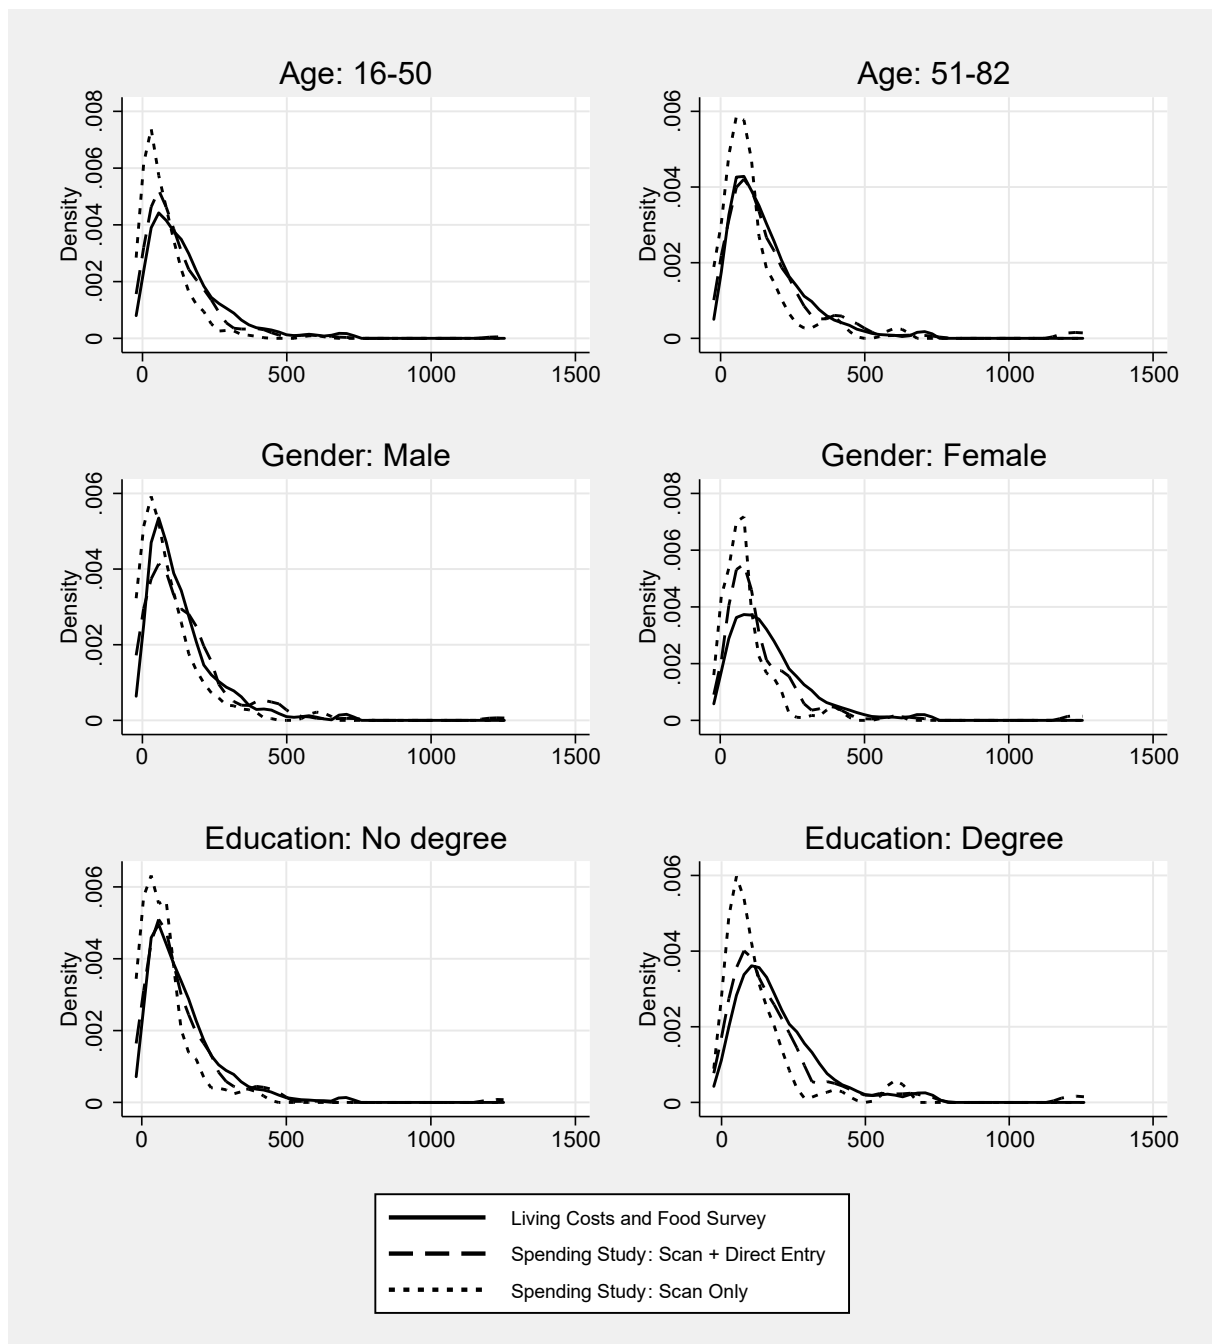 Age: 16-50
Density
.008
.006
.004
.002
0
0 500 1000 1500
Age: 51-82
Density
.006
.004
.002
0
0 500 1000 1500
Gender: Male
Density
.006
.004
.002
0
0 500 1000 1500
Gender: Female
Density
.008
.006
.004
.002
0
0 500 1000 1500
Education: No degree
Density
.006
.004
.002
0
0 500 1000 1500
Education: Degree
Density
.006
.004
.002
0
0 500 1000 1500
Living Costs and Food Survey
Spending Study: Scan + Direct Entry
Spending Study: Scan Only